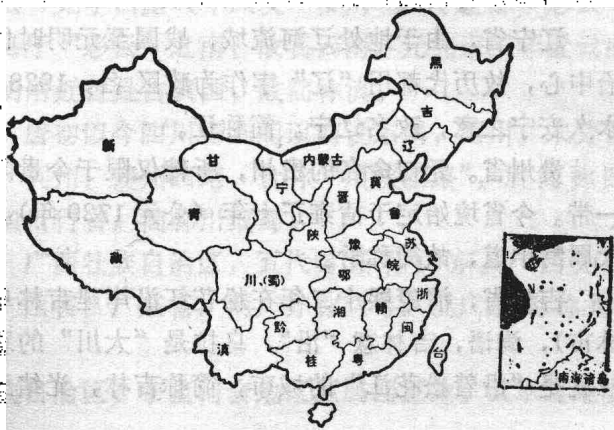 黑
吉
辽
新
甘
内蒙古
宁
晋
冀
青
鲁
陕
豫
苏
藏
皖
川、(蜀)
鄂
浙
湘
赣
黔
闽
滇
桂
粤
台
南海诸岛